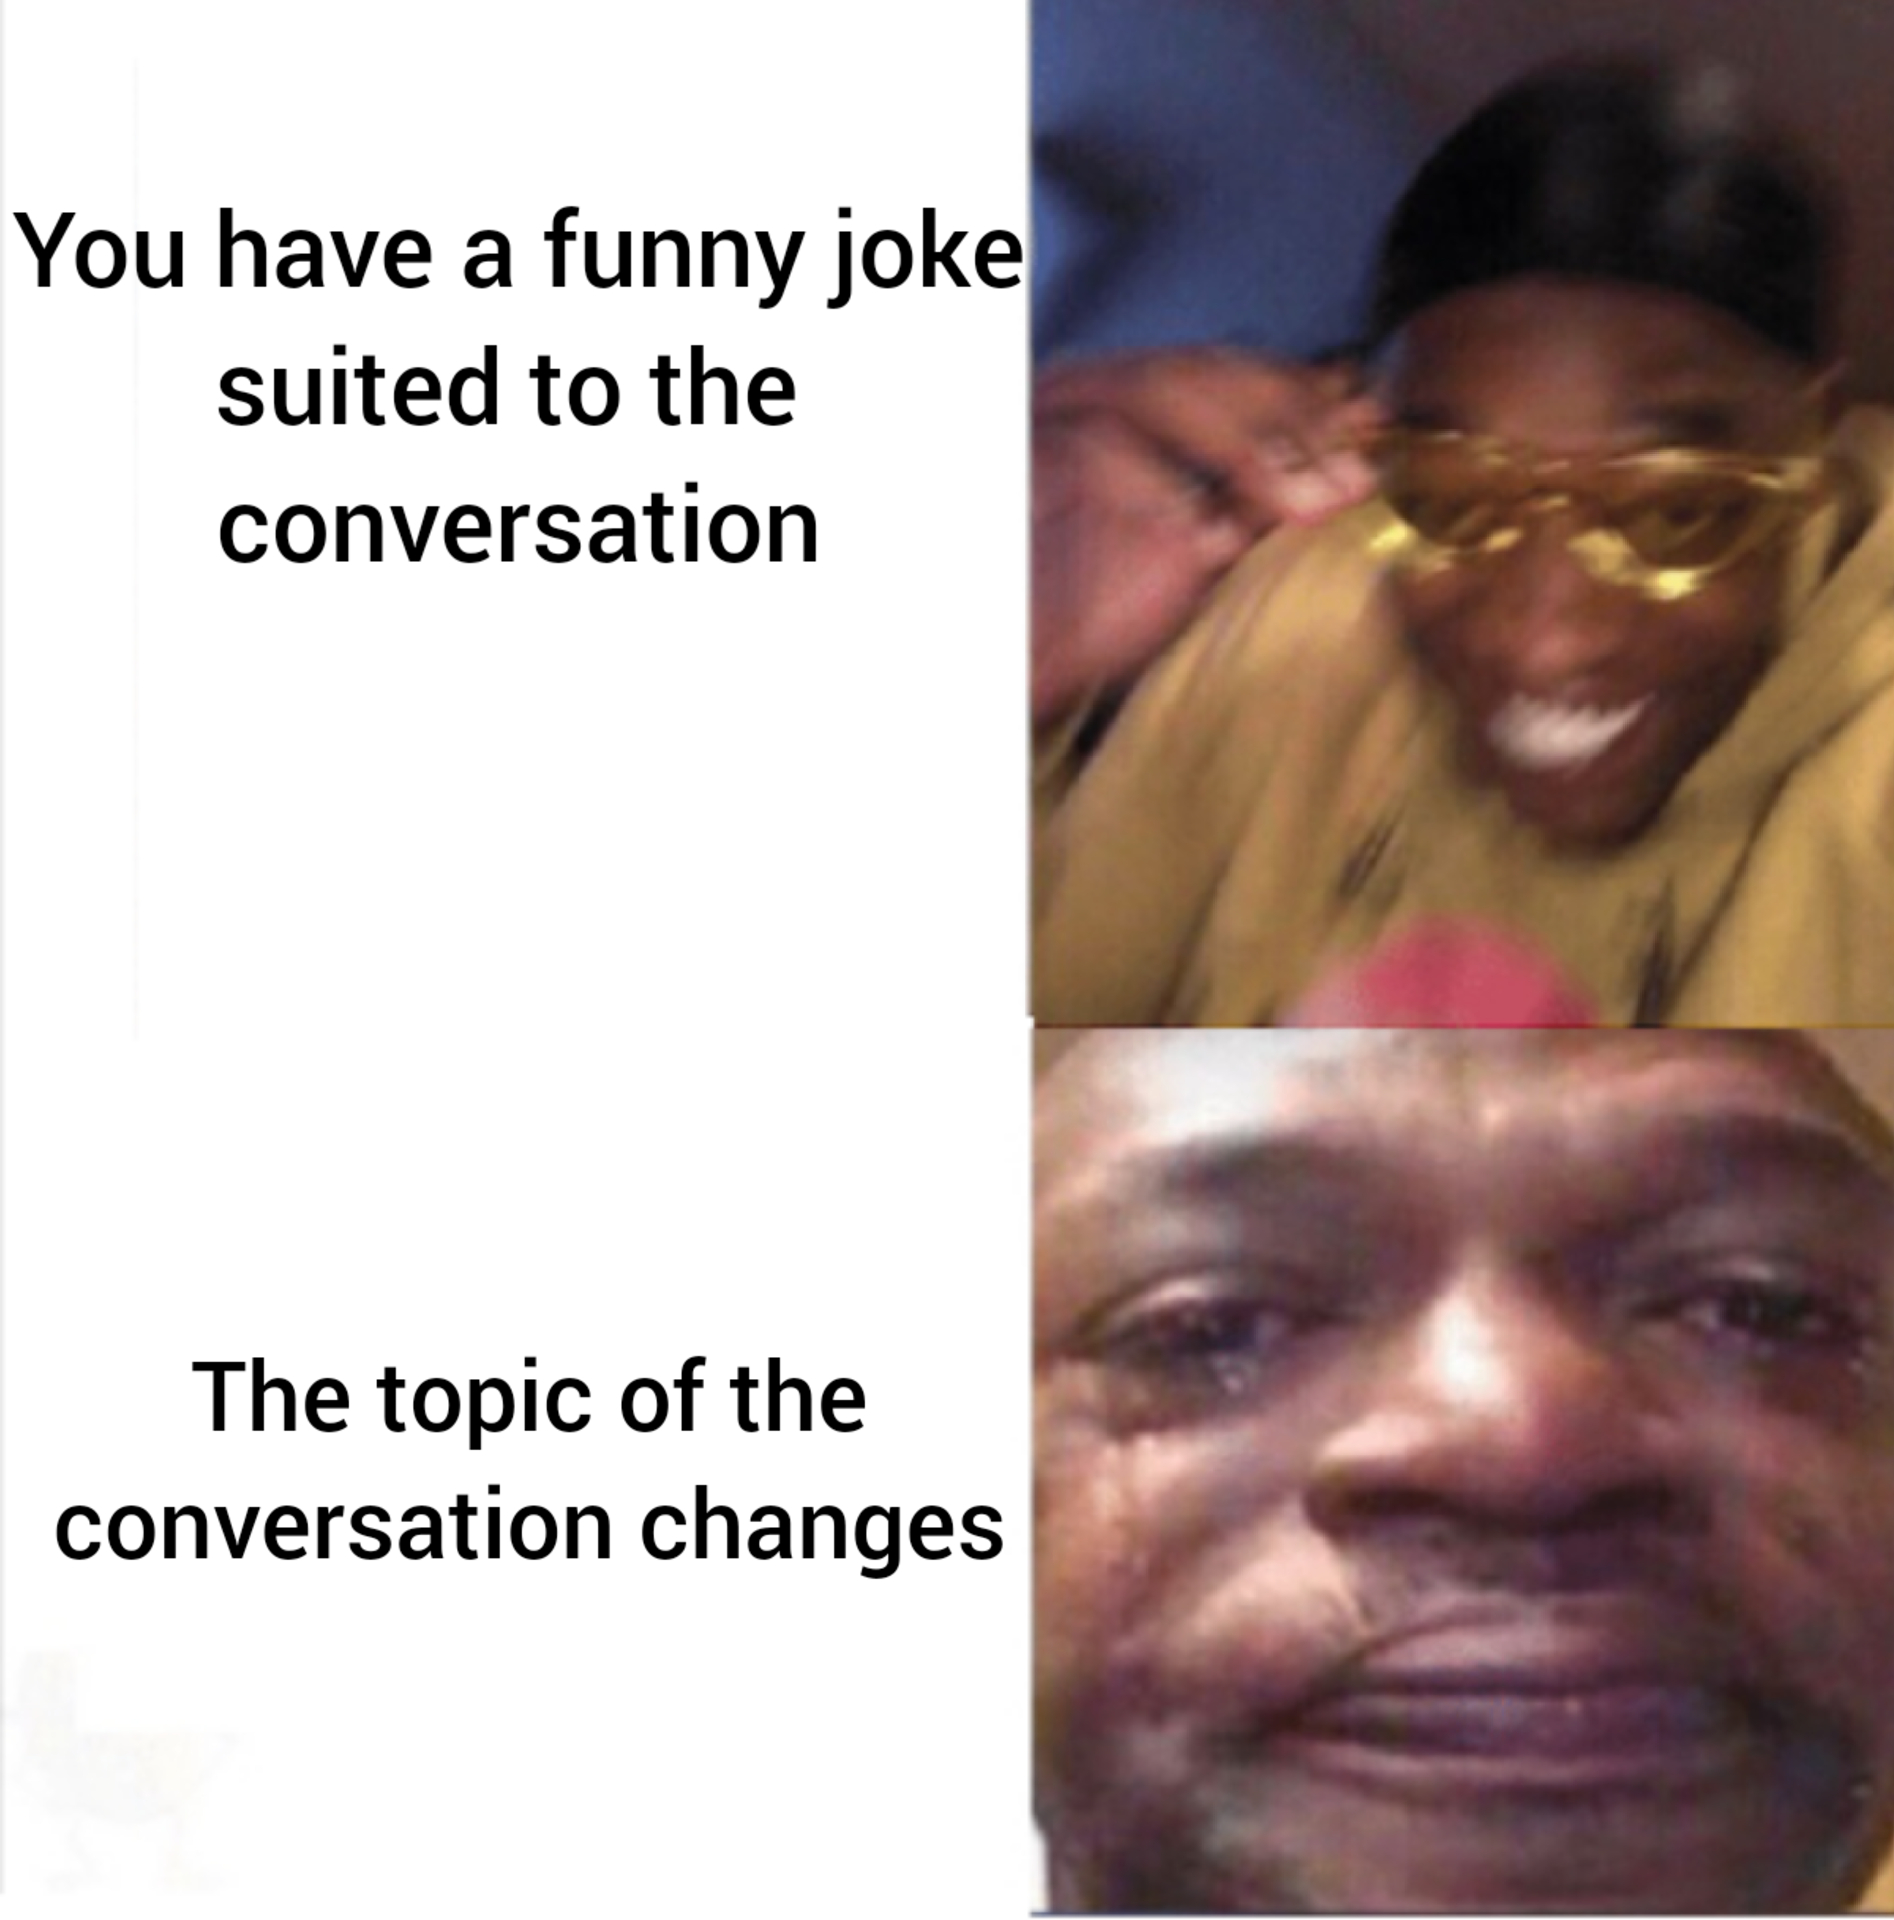 You have a funny joke
suited to the
conversation
The topic of the
conversation changes